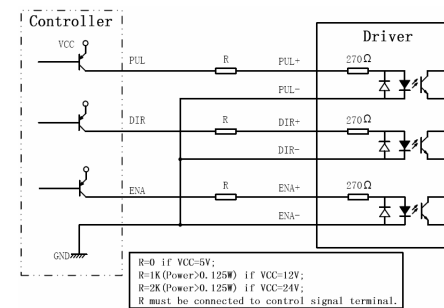 Controller
Driver
VCC
PUL
R
PUL+
270Ω
PUL-
DIR
R
DIR+
270Ω
DIR-
ENA
R
ENA+
270Ω
ENA-
GND
R=0 if VCC=5V;
R=1K(Power>0.125W) if VCC=12V;
R=2K(Power>0.125W) if VCC=24V;
R must be connected to control signal terminal.